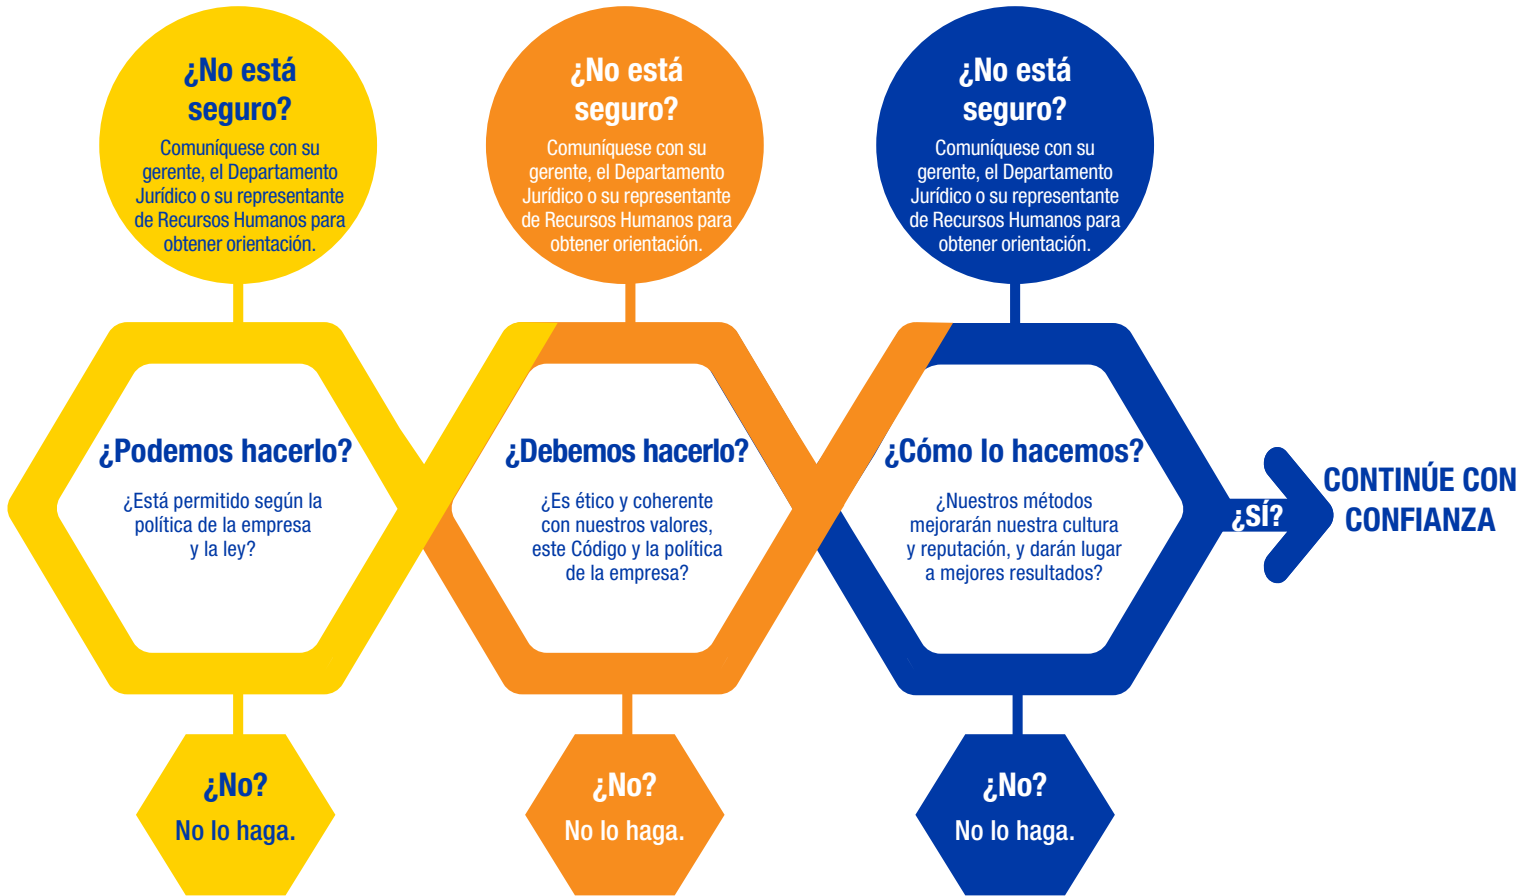 ¿No está
seguro?
Comuníquese con su
gerente, el Departamento
Jurídico o su representante
de Recursos Humanos para
obtener orientación.
¿No está
seguro?
Comuníquese con su
gerente, el Departamento
Jurídico o su representante
de Recursos Humanos para
obtener orientación.
¿No está
seguro?
Comuníquese con su
gerente, el Departamento
Jurídico o su representante
de Recursos Humanos para
obtener orientación.
¿Podemos hacerlo?
¿Está permitido según la
política de la empresa
y la ley?
¿Debemos hacerlo?
¿Es ético y coherente
con nuestros valores,
este Código y la política
de la empresa?
¿Cómo lo hacemos?
¿Nuestros métodos
mejorarán nuestra cultura
y reputación, y darán lugar
a mejores resultados?
¿SÍ?
CONTINÚE CON
CONFIANZA
¿No?
No lo haga.
¿No?
No lo haga.
¿No?
No lo haga.